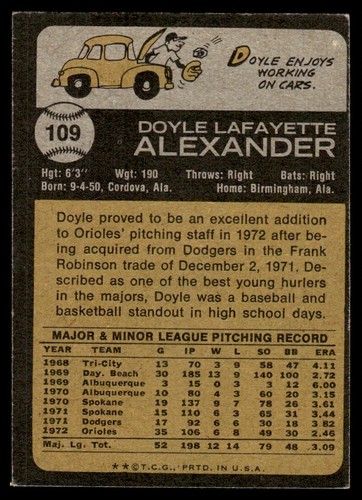 DOYLE ENJOYS
WORKING
ON CARS.
109
DOYLE LAFAYETTE
ALEXANDER
Hgt: 6'3" Wgt: 190 Throws: Right Bats: Right
Born: 9-4-50, Cordova, Ala. Home: Birmingham, Ala.
Doyle proved to be an excellent addition
to Orioles' pitching staff in 1972 after be-
ing acquired from Dodgers in the Frank
Robinson trade of December 2, 1971. De-
scribed as one of the best young hurlers
in the majors, Doyle was a baseball and
basketball standout in high school days.
MAJOR & MINOR LEAGUE PITCHING RECORD
YEAR TEAM G IP W L SO BB ERA
1968 Tri-City 13 70 3 9 58 47 4.11
1969 Day. Beach 30 185 13 9 140 100 2.72
1969 Albuquerque 3 15 0 3 3 12 6.00
1970 Albuquerque 10 80 4 3 60 20 3.15
1970 Spokane 19 137 9 7 78 26 3.61
1971 Spokane 15 110 6 3 65 31 3.44
1971 Dodgers 17 92 6 6 30 18 3.82
1972 Orioles 35 106 6 8 49 30 2.46
Maj. Lg. Tot. 52 198 12 14 79 48 3.09
**©T.C.G., PRTD. IN U.S.A.